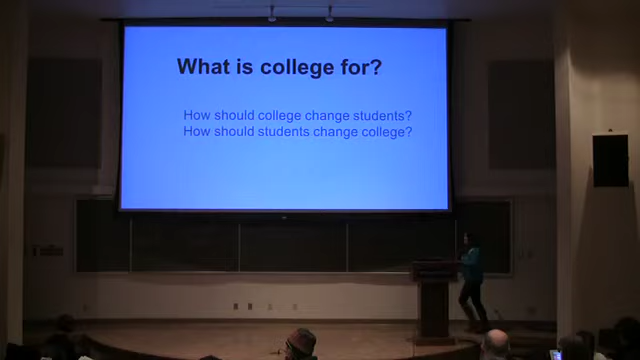 What is college for?
How should college change students?
How should students change college?